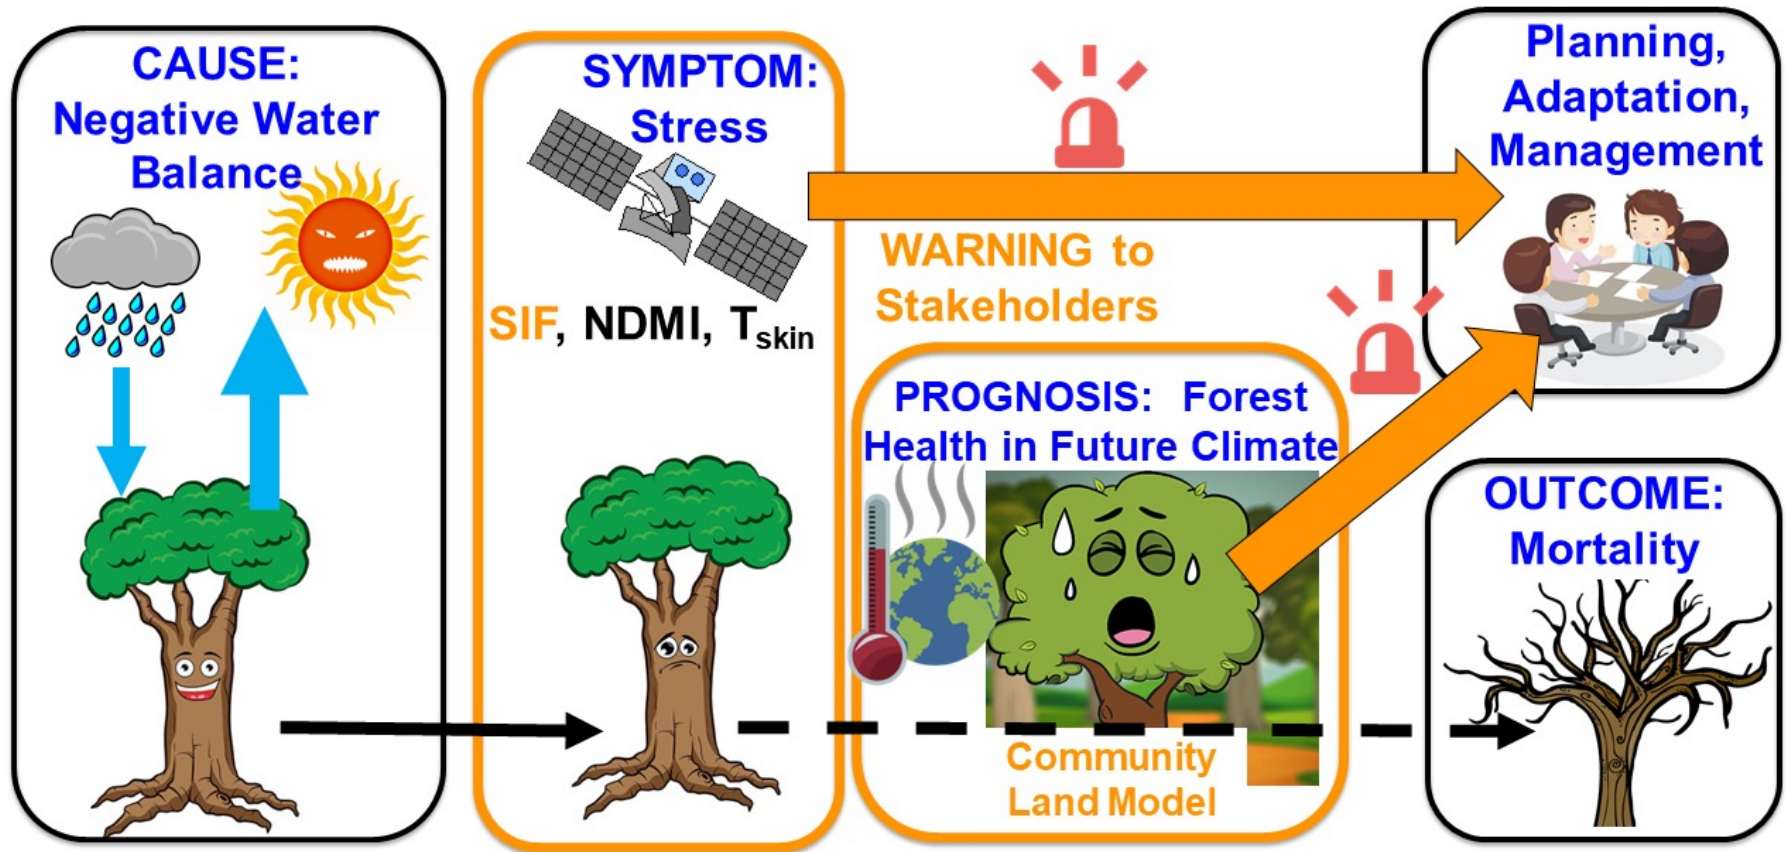 CAUSE:
Negative Water
Balance
SYMPTOM:
Stress
SIF, NDMI, Tskin
WARNING to
Stakeholders
PROGNOSIS: Forest
Health in Future Climate
Community
Land Model
Planning,
Adaptation,
Management
OUTCOME:
Mortality